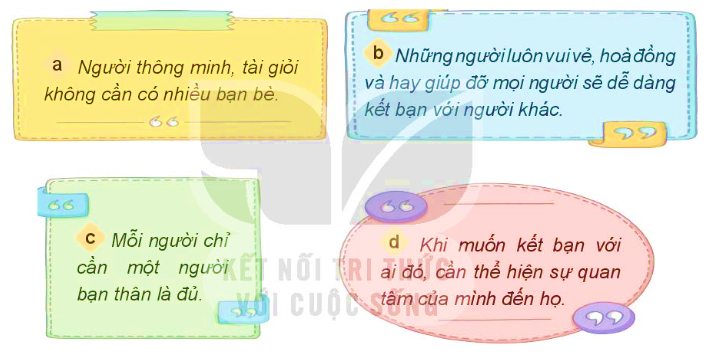 a Người thông minh, tài giỏi
không cần có nhiều bạn bè.
b Những người luôn vui vẻ, hoà đồng
và hay giúp đỡ mọi người sẽ dễ dàng
kết bạn với người khác.
c Mỗi người chỉ
cần một người
bạn thân là đủ.
d Khi muốn kết bạn với
ai đó, cần thể hiện sự quan
tâm của mình đến họ.
KẾT NỐI TRI THỨC
VỚI CUỘC SỐNG